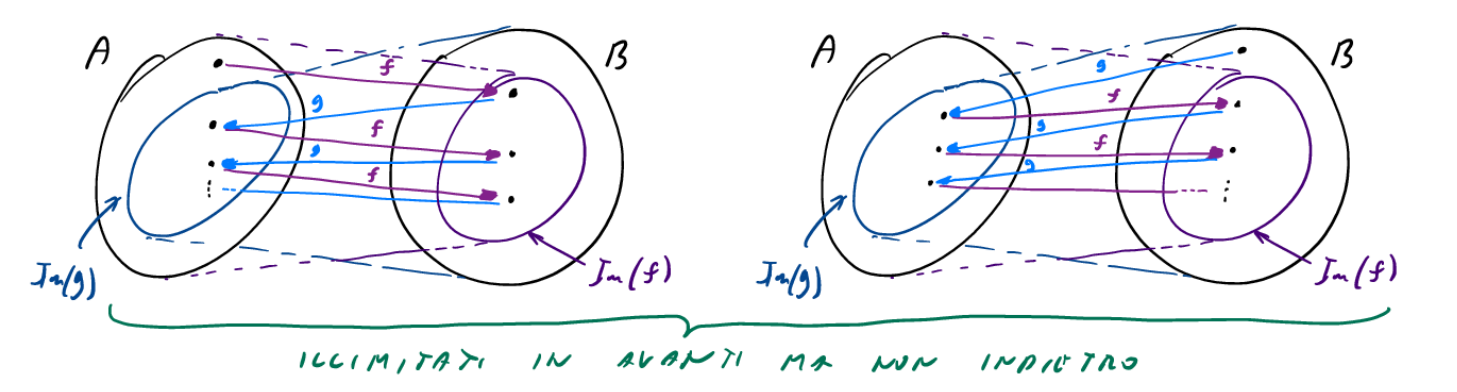 A B A B
f g
g f
f g
g f
f g
Im(g) Im(f) Im(g) Im(f)
ILLIMITATI IN AVANTI MA NON INDIETRO